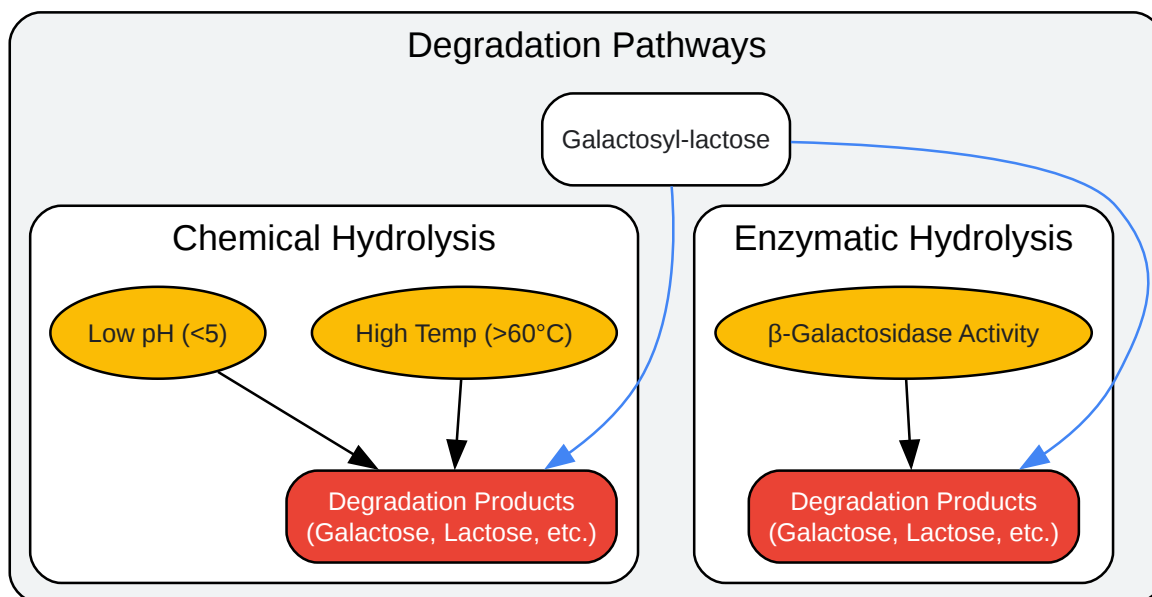 Degradation Pathways
Galactosyl-lactose
Chemical Hydrolysis
Low pH (<5)
High Temp (>60°C)
Degradation Products
(Galactose, Lactose, etc.)
Enzymatic Hydrolysis
β-Galactosidase Activity
Degradation Products
(Galactose, Lactose, etc.)